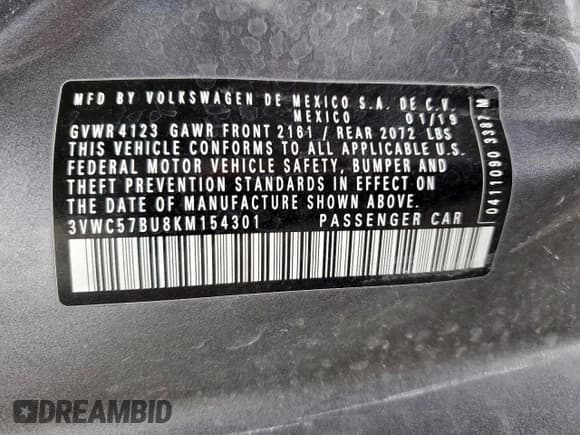 MFD BY VOLKSWAGEN DE MEXICO S.A. DE C.V.
MEXICO 01/19
GVWR 4123 GAWR FRONT 2161 / REAR 2072 LBS
THIS VEHICLE CONFORMS TO ALL APPLICABLE U.S.
FEDERAL MOTOR VEHICLE SAFETY, BUMPER AND
THEFT PREVENTION STANDARDS IN EFFECT ON
THE DATE OF MANUFACTURE SHOWN ABOVE.
3VWC57BU8KM154301 PASSENGER CAR
0411090 3387 M
DREAMBID